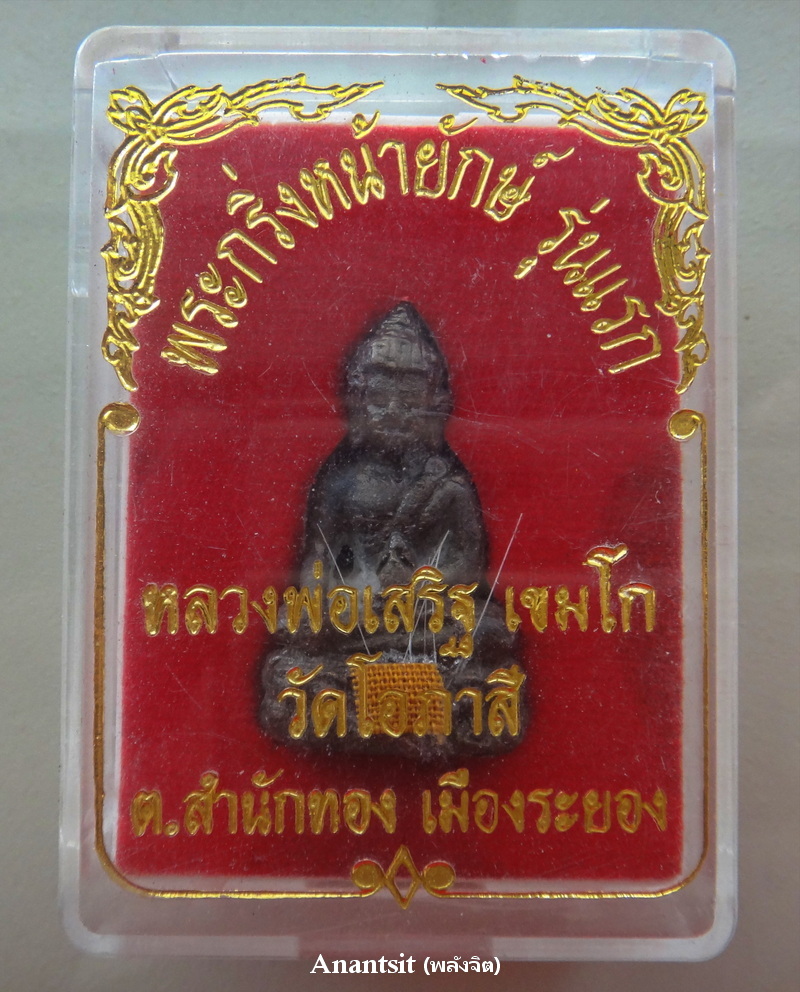 พระกริ่งหน้ายักษ์ รุ่นแรก
หลวงพ่อเสริฐ เขมโก
วัดโอภาสี
ต.สำนักทอง เมืองระยอง
Anantsit (พลังจิต)